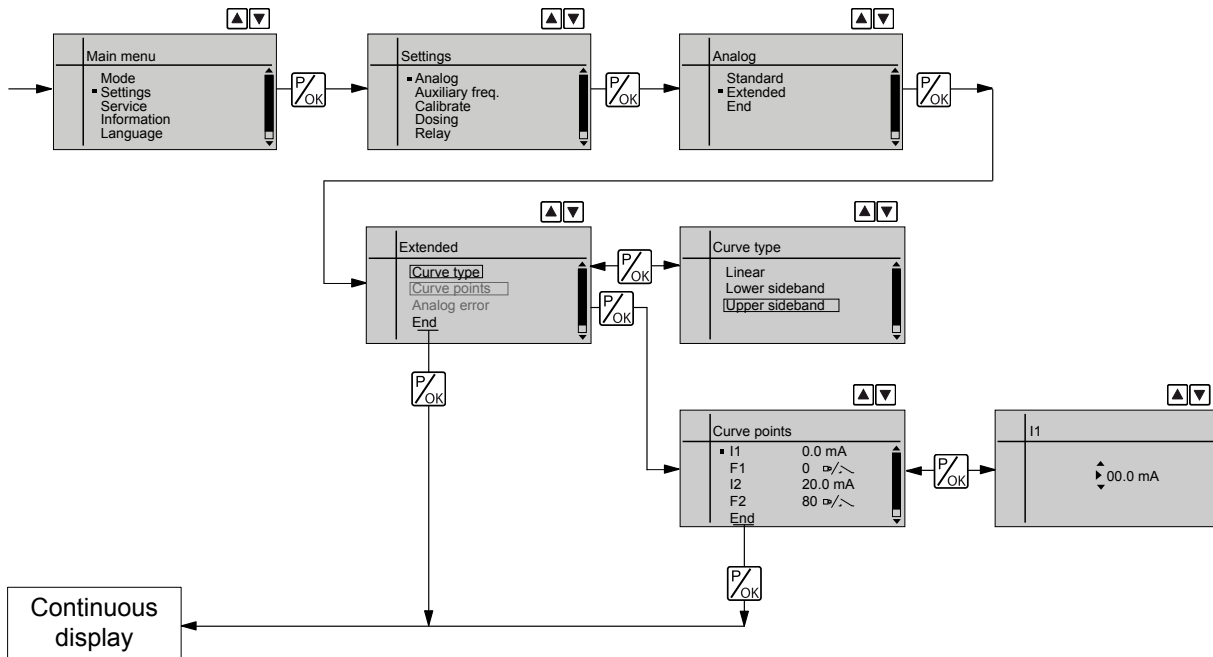 Main menu
Mode
Settings
Service
Information
Language
P/OK
Settings
Analog
Auxiliary freq.
Calibrate
Dosing
Relay
P/OK
Analog
Standard
Extended
End
P/OK
Extended
Curve type
Curve points
Analog error
End
P/OK
P/OK
Curve type
Linear
Lower sideband
Upper sideband
P/OK
Curve points
I1 0.0 mA
F1 0
I2 20.0 mA
F2 80
End
P/OK
I1
00.0 mA
P/OK
Continuous
display